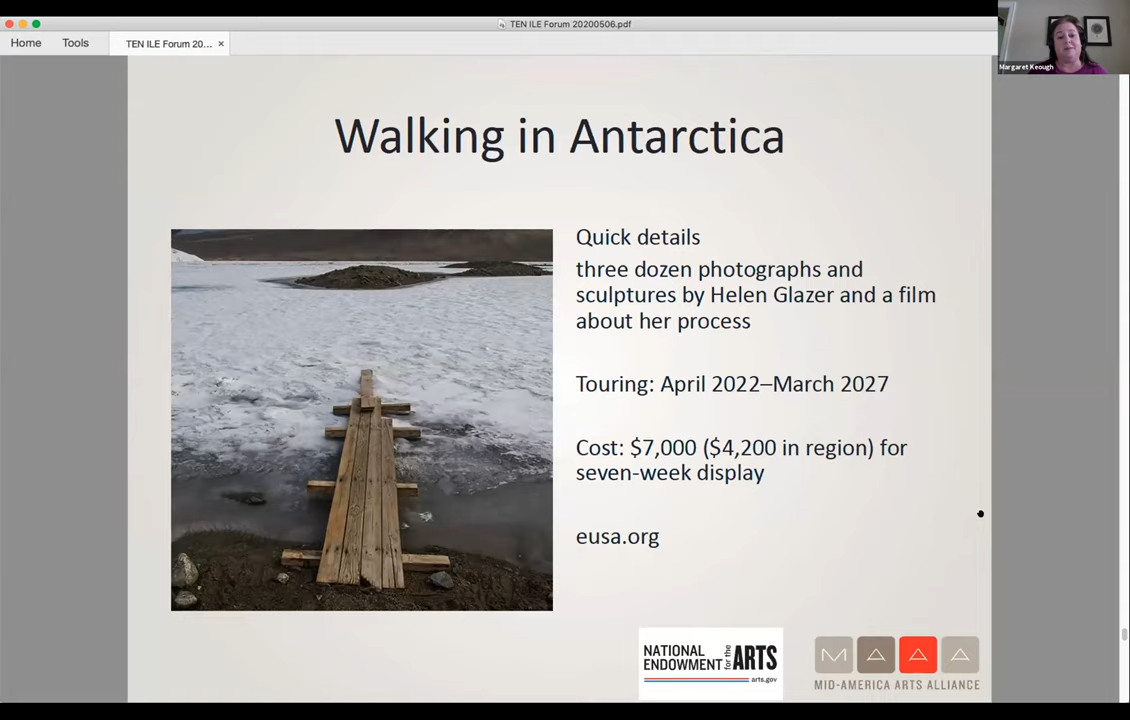 TEN ILE Forum 20200506.pdf
Home Tools TEN ILE Forum 20... ×
Margaret Keough
Walking in Antarctica
Quick details
three dozen photographs and
sculptures by Helen Glazer and a film
about her process
Touring: April 2022–March 2027
Cost: $7,000 ($4,200 in region) for
seven-week display
eusa.org
NATIONAL
ENDOWMENT for the ARTS
arts.gov
M A A A
MID-AMERICA ARTS ALLIANCE